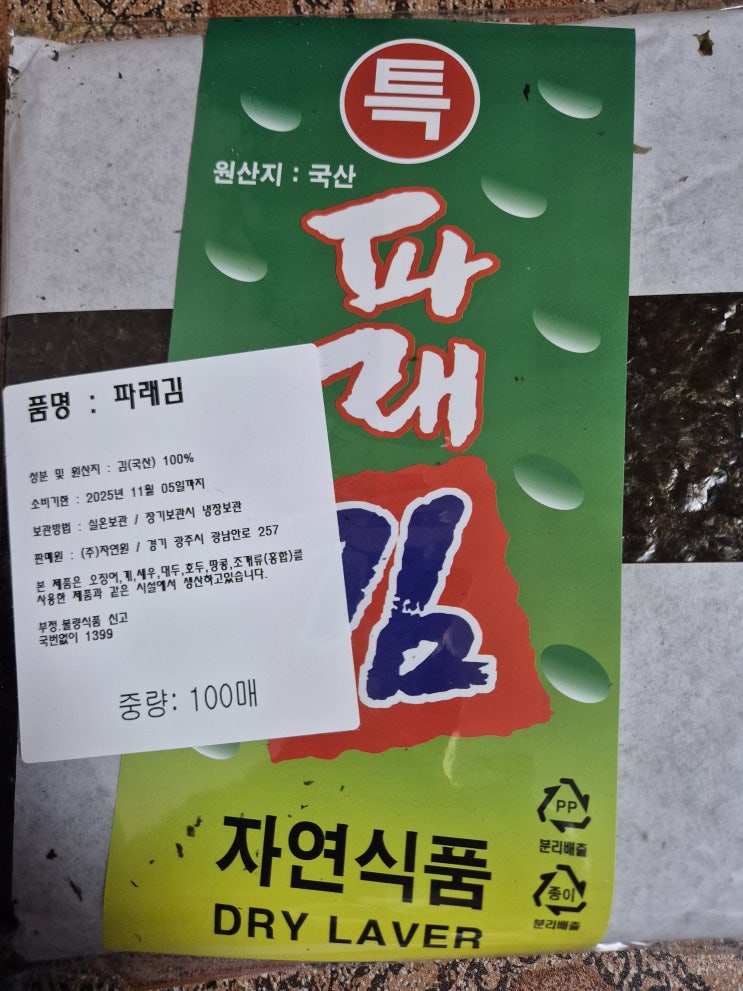 특
원산지 : 국산
파래
김
품명 : 파래김
성분 및 원산지 : 김(국산) 100%
소비기한 : 2025년 11월 05일까지
보관방법 : 실온보관 / 장기보관시 냉장보관
판매원 : (주)자연원 / 경기 광주시 광남안로 257
본 제품은 오징어,게,새우,대두,호두,땅콩,조개류(홍합)를
사용한 제품과 같은 시설에서 생산하고있습니다.
부정.불량식품 신고
국번없이 1399
중량: 100매
PP
분리배출
종이
분리배출
자연식품
DRY LAVER